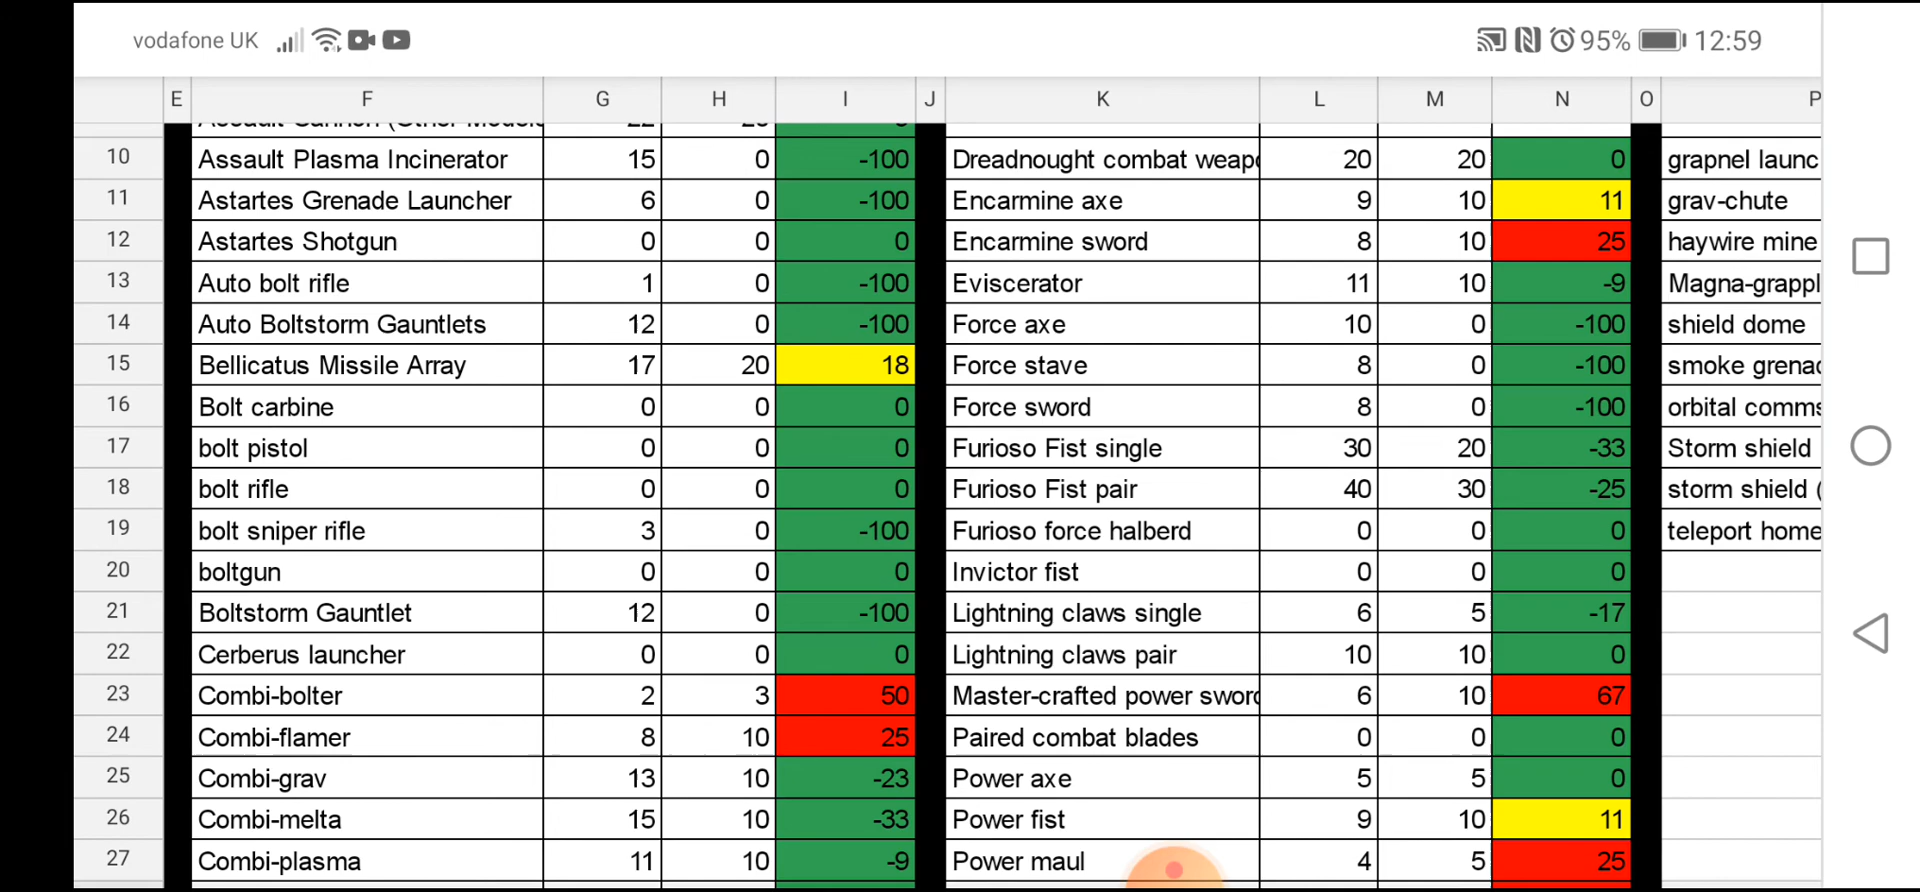 vodafone UK 95% 12:59
E F G H I J K L M N O P
10 Assault Plasma Incinerator 15 0 -100 Dreadnought combat weap 20 20 0 grapnel launc
11 Astartes Grenade Launcher 6 0 -100 Encarmine axe 9 10 11 grav-chute
12 Astartes Shotgun 0 0 0 Encarmine sword 8 10 25 haywire mine
13 Auto bolt rifle 1 0 -100 Eviscerator 11 10 -9 Magna-grappl
14 Auto Boltstorm Gauntlets 12 0 -100 Force axe 10 0 -100 shield dome
15 Bellicatus Missile Array 17 20 18 Force stave 8 0 -100 smoke grenad
16 Bolt carbine 0 0 0 Force sword 8 0 -100 orbital comms
17 bolt pistol 0 0 0 Furioso Fist single 30 20 -33 Storm shield
18 bolt rifle 0 0 0 Furioso Fist pair 40 30 -25 storm shield (
19 bolt sniper rifle 3 0 -100 Furioso force halberd 0 0 0 teleport home
20 boltgun 0 0 0 Invictor fist 0 0 0
21 Boltstorm Gauntlet 12 0 -100 Lightning claws single 6 5 -17
22 Cerberus launcher 0 0 0 Lightning claws pair 10 10 0
23 Combi-bolter 2 3 50 Master-crafted power sword 6 10 67
24 Combi-flamer 8 10 25 Paired combat blades 0 0 0
25 Combi-grav 13 10 -23 Power axe 5 5 0
26 Combi-melta 15 10 -33 Power fist 9 10 11
27 Combi-plasma 11 10 -9 Power maul 4 5 25